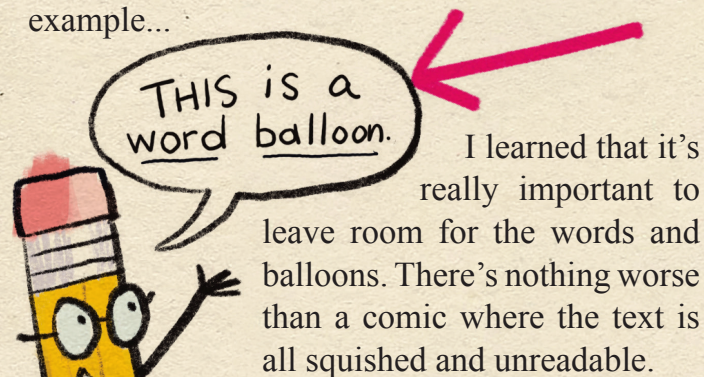 example...
THIS is a
word balloon.
I learned that it's
really important to
leave room for the words and
balloons. There's nothing worse
than a comic where the text is
all squished and unreadable.